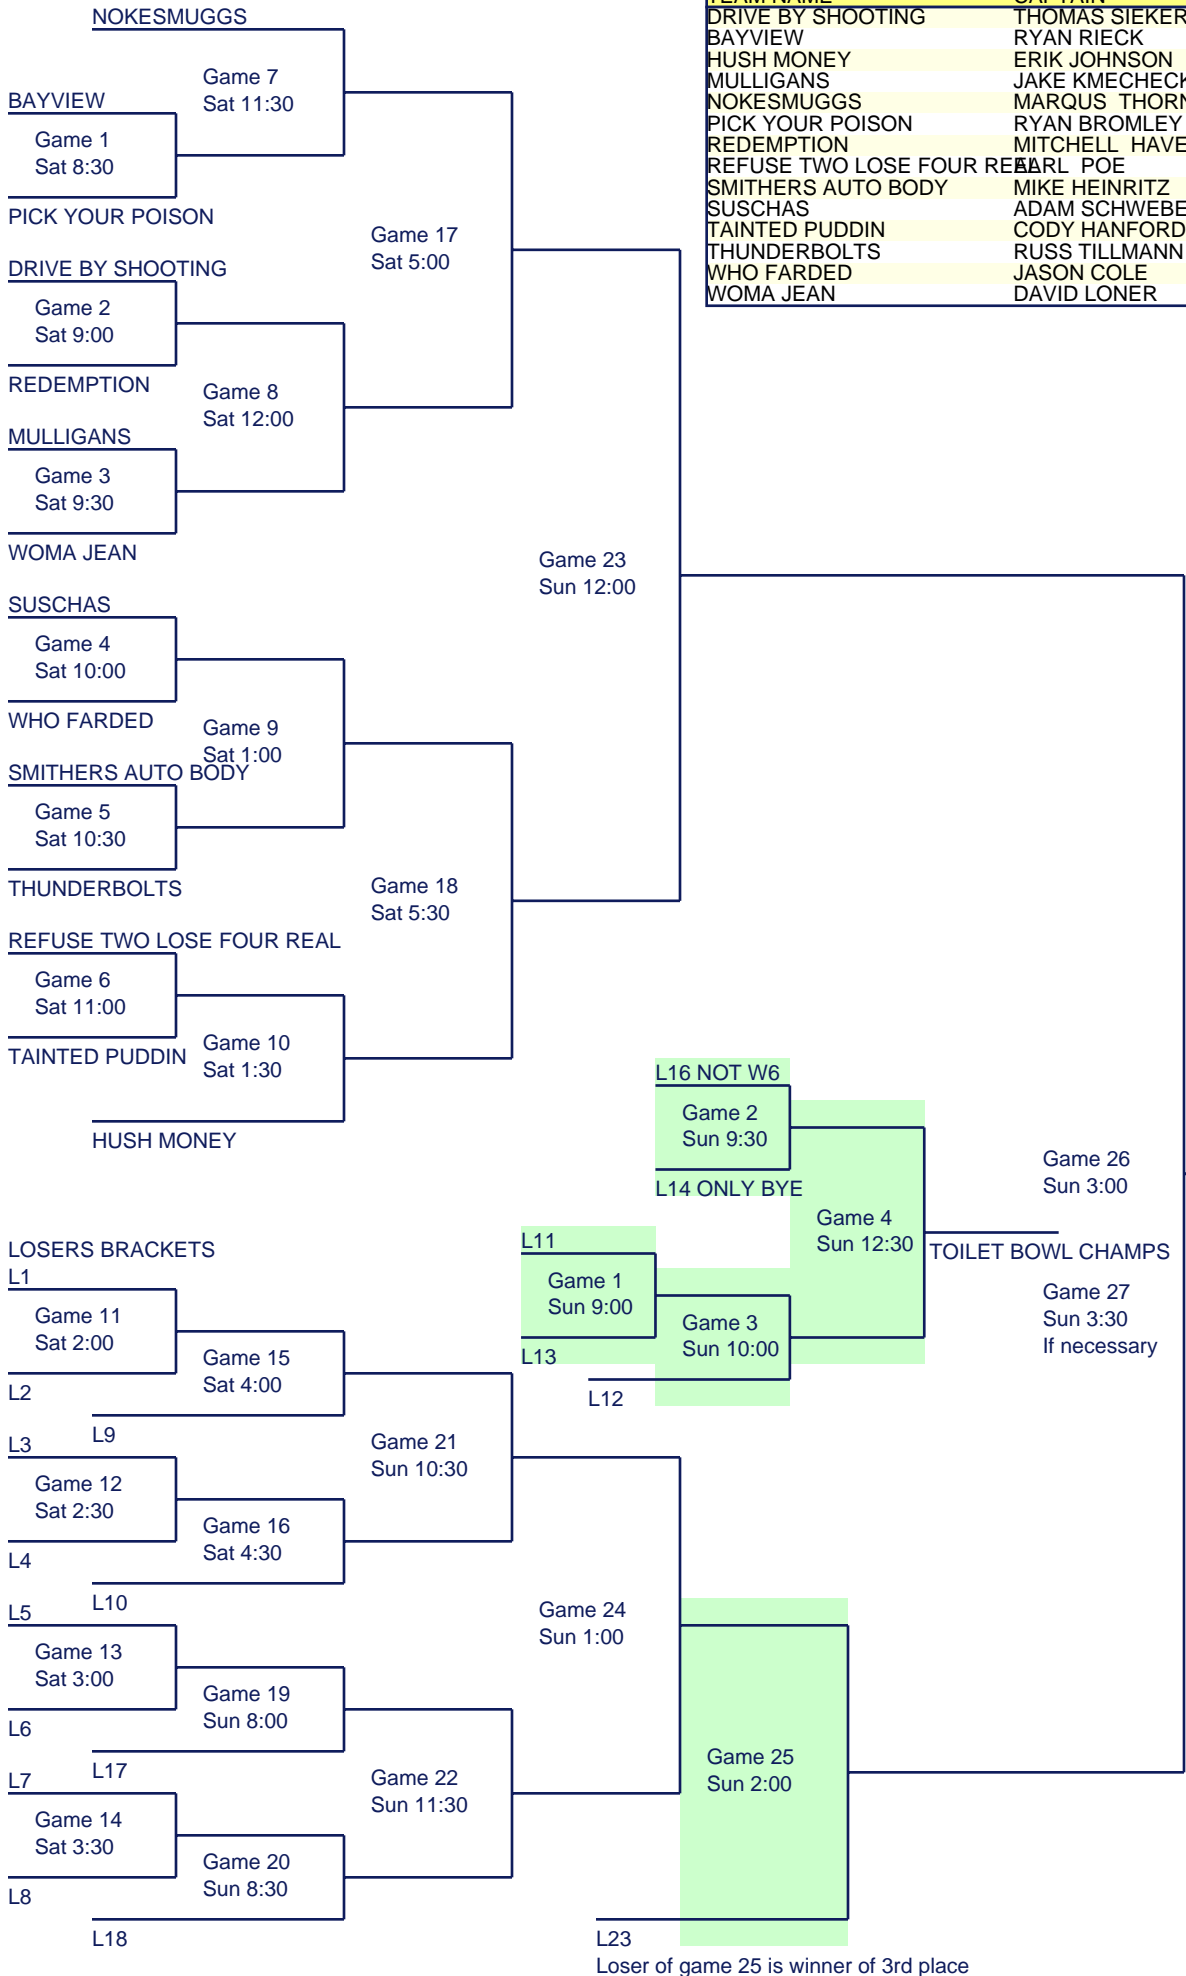 NOKESMUGGS
Game 7
Sat 11:30
BAYVIEW
Game 1
Sat 8:30
PICK YOUR POISON
Game 17
Sat 5:00
DRIVE BY SHOOTING
Game 2
Sat 9:00
REDEMPTION
Game 8
Sat 12:00
MULLIGANS
Game 3
Sat 9:30
WOMA JEAN
Game 23
Sun 12:00
SUSCHAS
Game 4
Sat 10:00
WHO FARDED
Game 9
Sat 1:00
SMITHERS AUTO BODY
Game 5
Sat 10:30
THUNDERBOLTS
Game 18
Sat 5:30
REFUSE TWO LOSE FOUR REAL
Game 6
Sat 11:00
TAINTED PUDDIN
Game 10
Sat 1:30
HUSH MONEY
TEAM NAME CAPTAIN
DRIVE BY SHOOTING THOMAS SIEKER
BAYVIEW RYAN RIECK
HUSH MONEY ERIK JOHNSON
MULLIGANS JAKE KMECHECK
NOKESMUGGS MARQUS THORN
PICK YOUR POISON RYAN BROMLEY
REDEMPTION MITCHELL HAVE
REFUSE TWO LOSE FOUR REAL EARL POE
SMITHERS AUTO BODY MIKE HEINRITZ
SUSCHAS ADAM SCHWEBE
TAINTED PUDDIN CODY HANFORD
THUNDERBOLTS RUSS TILLMANN
WHO FARDED JASON COLE
WOMA JEAN DAVID LONER
L16 NOT W6
Game 2
Sun 9:30
L14 ONLY BYE
Game 4
Sun 12:30
L11
Game 1
Sun 9:00
L13
Game 3
Sun 10:00
L12
TOILET BOWL CHAMPS
Game 26
Sun 3:00
Game 27
Sun 3:30
If necessary
LOSERS BRACKETS
L1
Game 11
Sat 2:00
L2
Game 15
Sat 4:00
L9
L3
Game 12
Sat 2:30
L4
Game 16
Sat 4:30
L10
Game 21
Sun 10:30
L5
Game 13
Sat 3:00
L6
Game 19
Sun 8:00
L17
L7
Game 14
Sat 3:30
L8
Game 20
Sun 8:30
L18
Game 22
Sun 11:30
Game 24
Sun 1:00
Game 25
Sun 2:00
L23
Loser of game 25 is winner of 3rd place